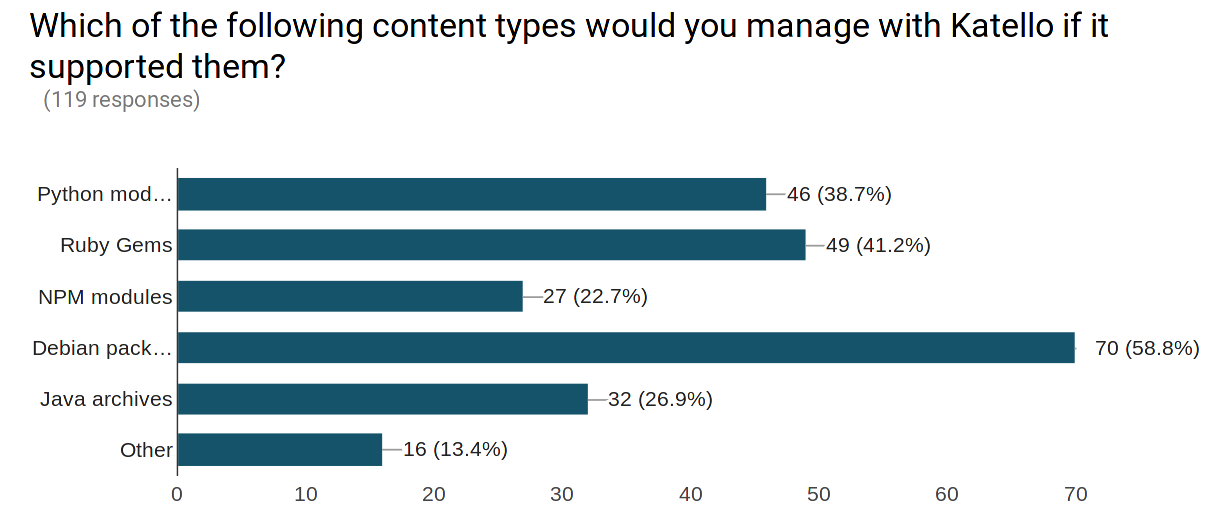 Which of the following content types would you manage with Katello if it
supported them?
(119 responses)
Python mod… 46 (38.7%)
Ruby Gems 49 (41.2%)
NPM modules 27 (22.7%)
Debian pack… 70 (58.8%)
Java archives 32 (26.9%)
Other 16 (13.4%)
0 10 20 30 40 50 60 70